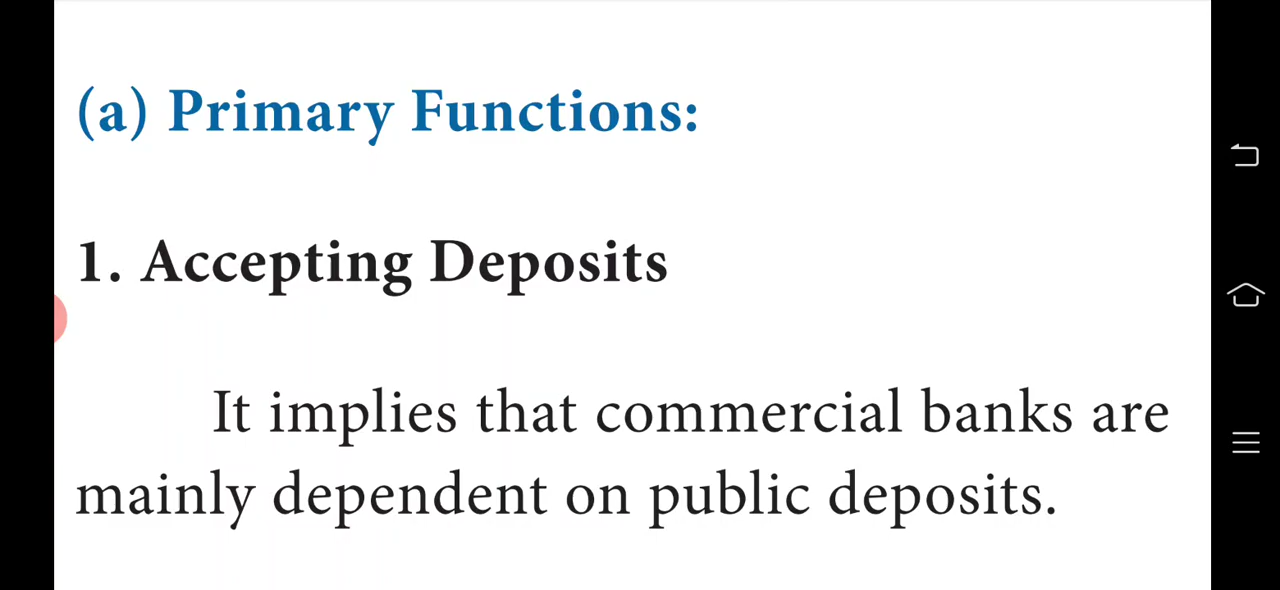 (a) Primary Functions:
1. Accepting Deposits
It implies that commercial banks are
mainly dependent on public deposits.